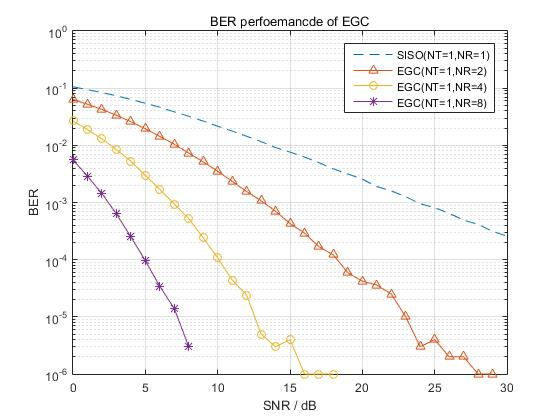 BER perfoemancde of EGC
SISO(NT=1,NR=1)
EGC(NT=1,NR=2)
EGC(NT=1,NR=4)
EGC(NT=1,NR=8)
BER
10^0
10^-1
10^-2
10^-3
10^-4
10^-5
10^-6
0 5 10 15 20 25 30
SNR / dB